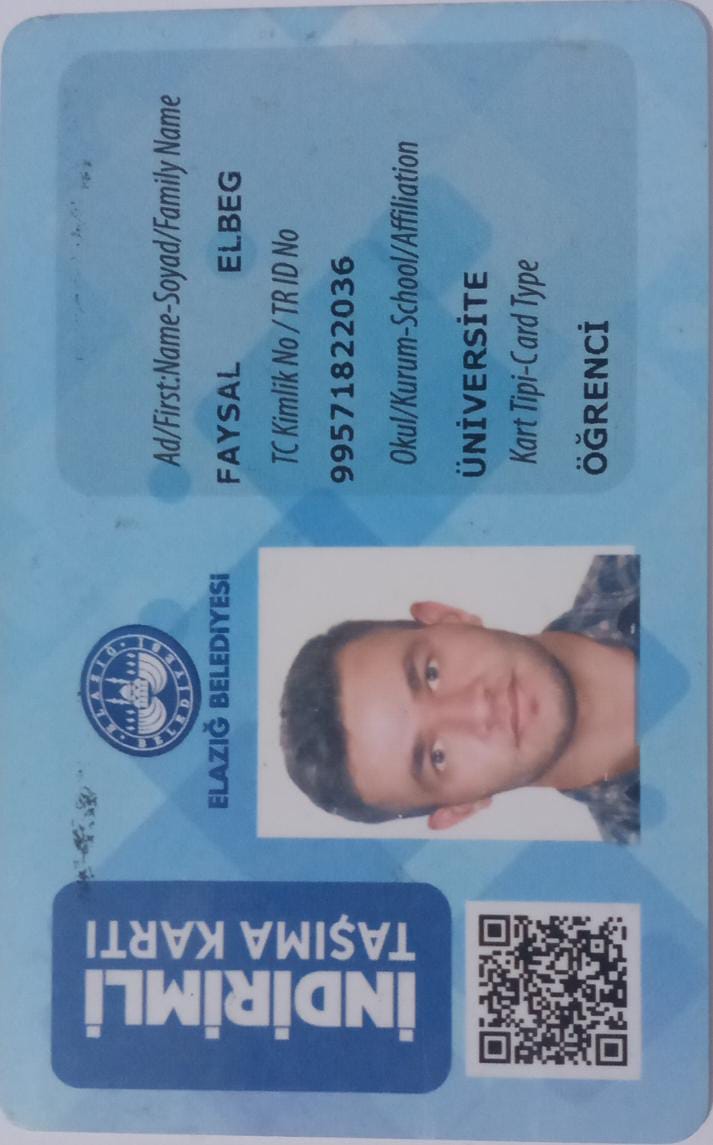 Ad/First:Name-Soyad/Family Name
FAYSAL ELBEG
TC Kimlik No / TR ID No
99571822036
Okul/Kurum-School/Affiliation
ÜNİVERSİTE
Kart Tipi-Card Type
ÖĞRENCİ
ELAZIĞ BELEDİYESİ
ELAZIĞ BELEDİYESİ
İNDİRİMLİ
TAŞIMA KARTI